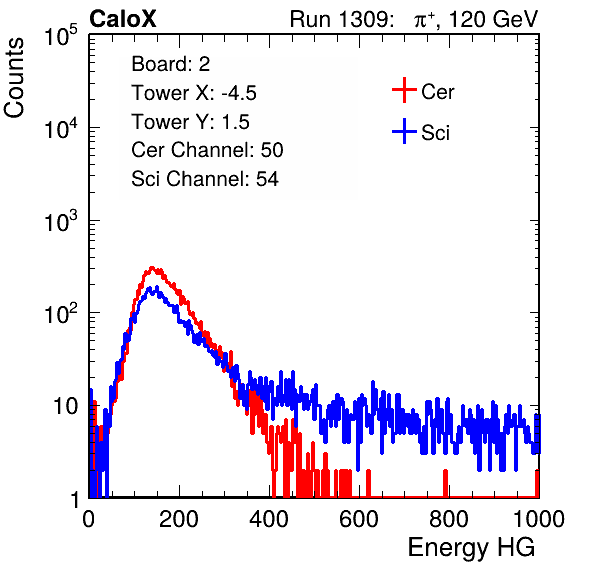 CaloX Run 1309: π⁺, 120 GeV
Board: 2
Tower X: -4.5
Tower Y: 1.5
Cer Channel: 50
Sci Channel: 54
Cer
Sci
Counts
10⁵
10⁴
10³
10²
10
1
0 200 400 600 800 1000
Energy HG